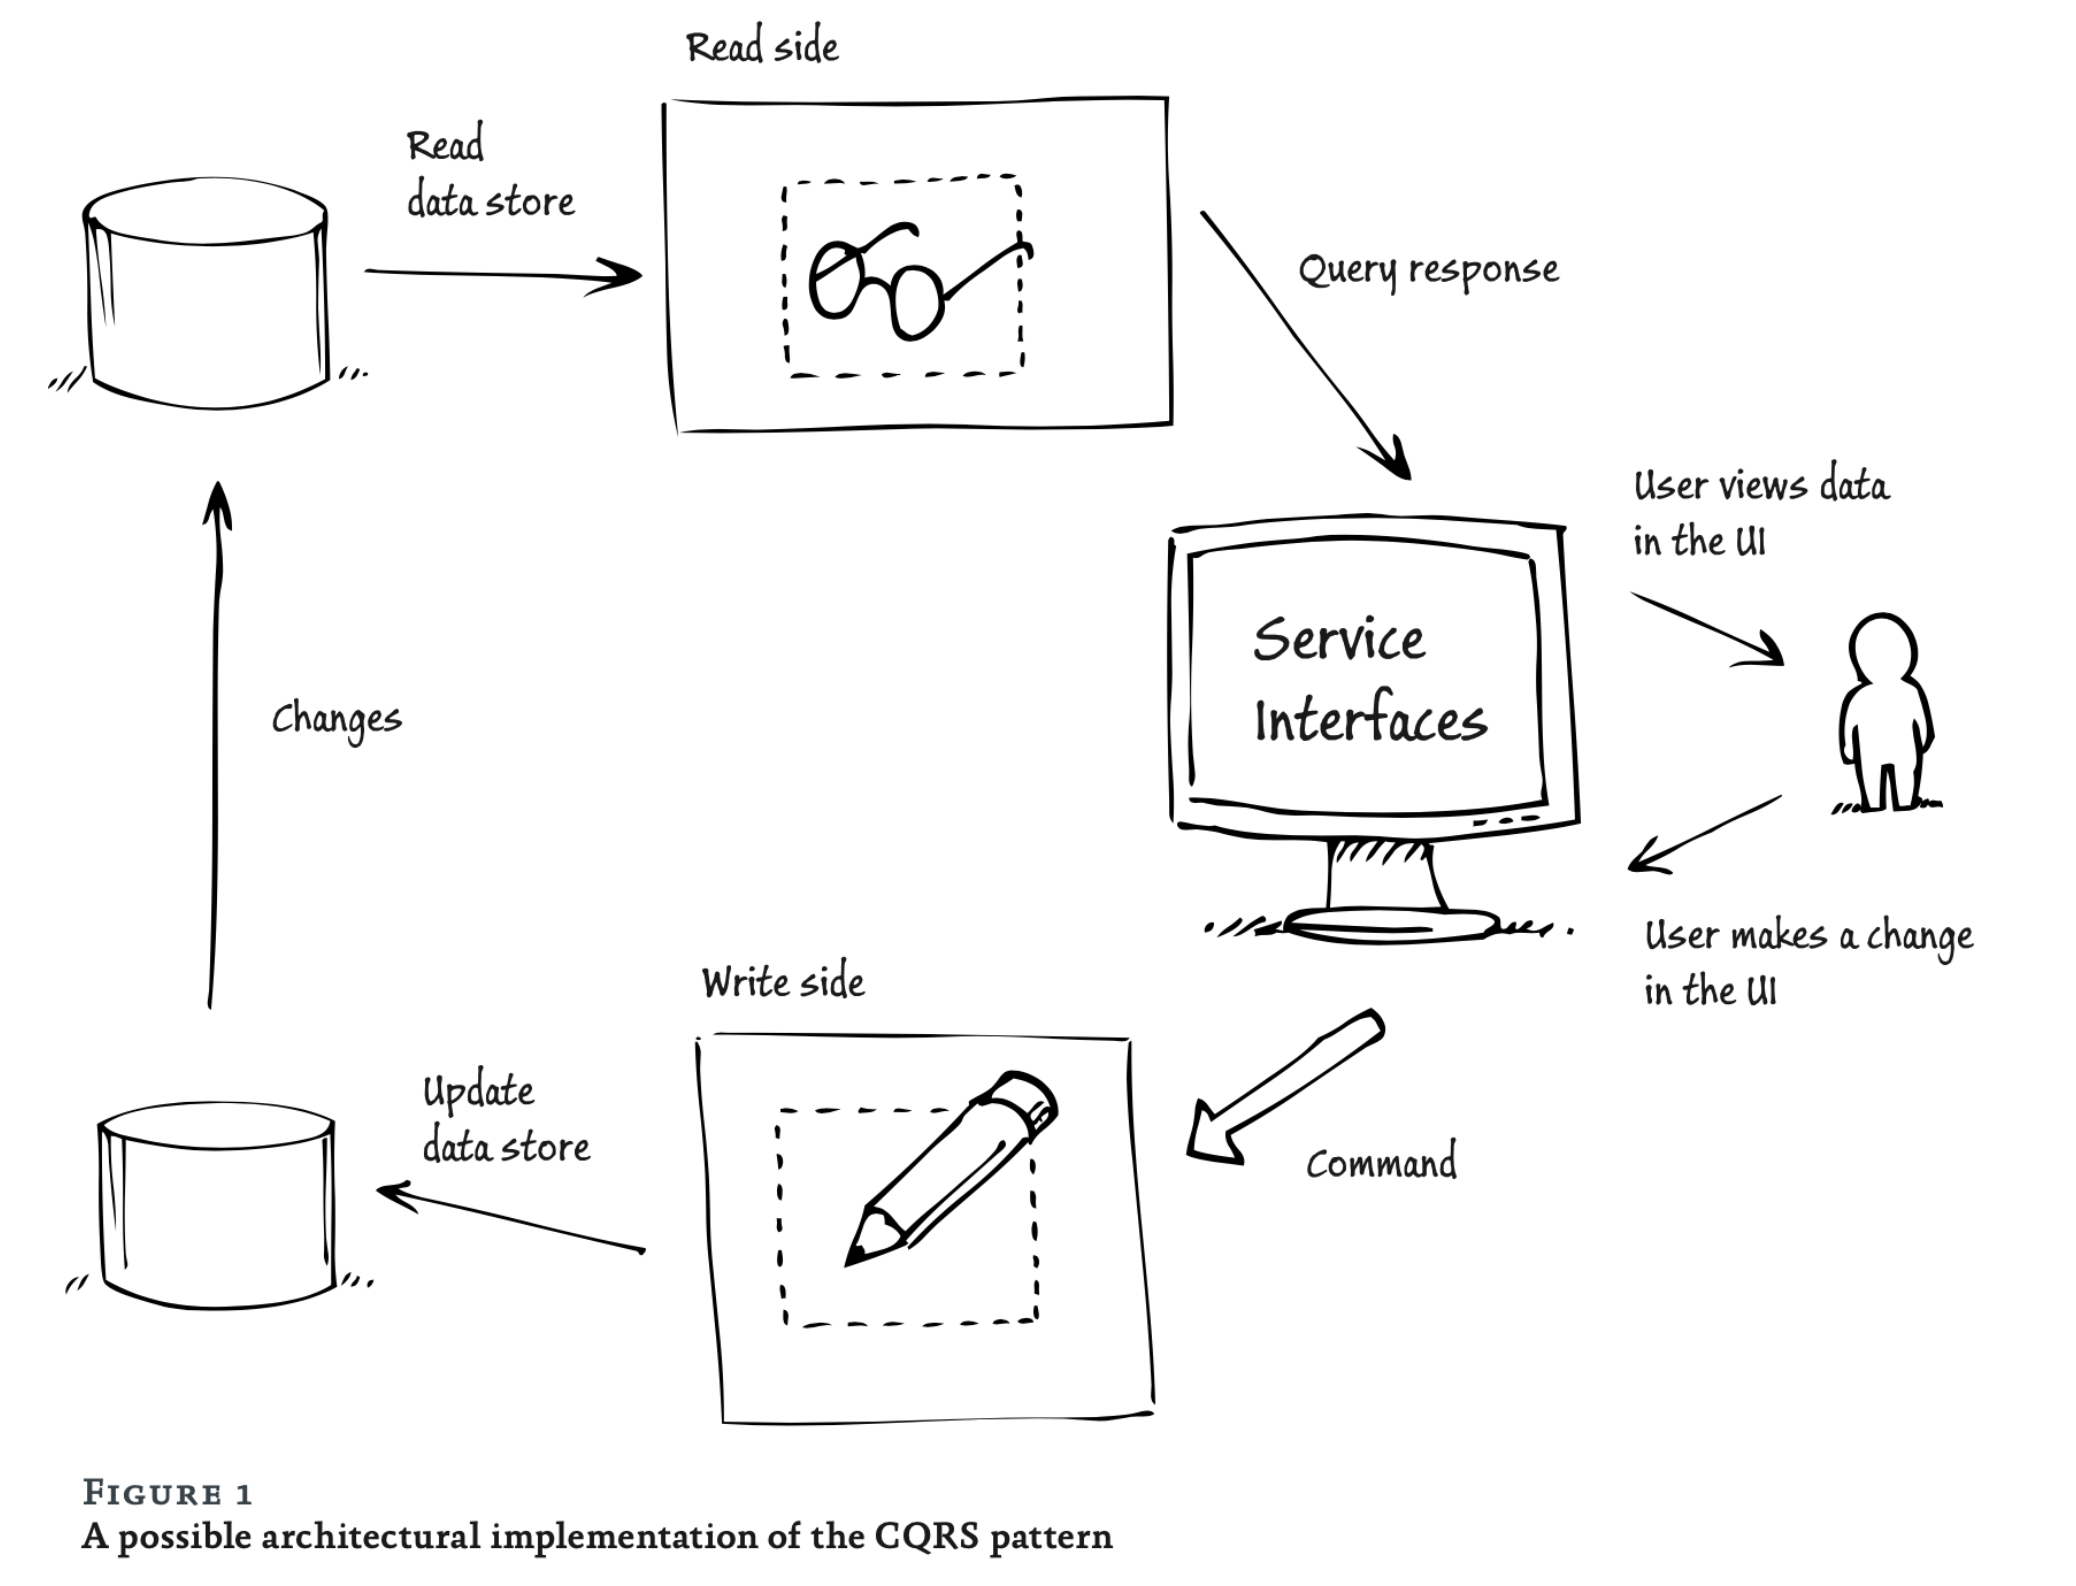 Read side
Read
data store
Query response
User views data
in the UI
Service
Interfaces
Changes
User makes a change
in the UI
Write side
Update
data store
Command
FIGURE 1
A possible architectural implementation of the CQRS pattern